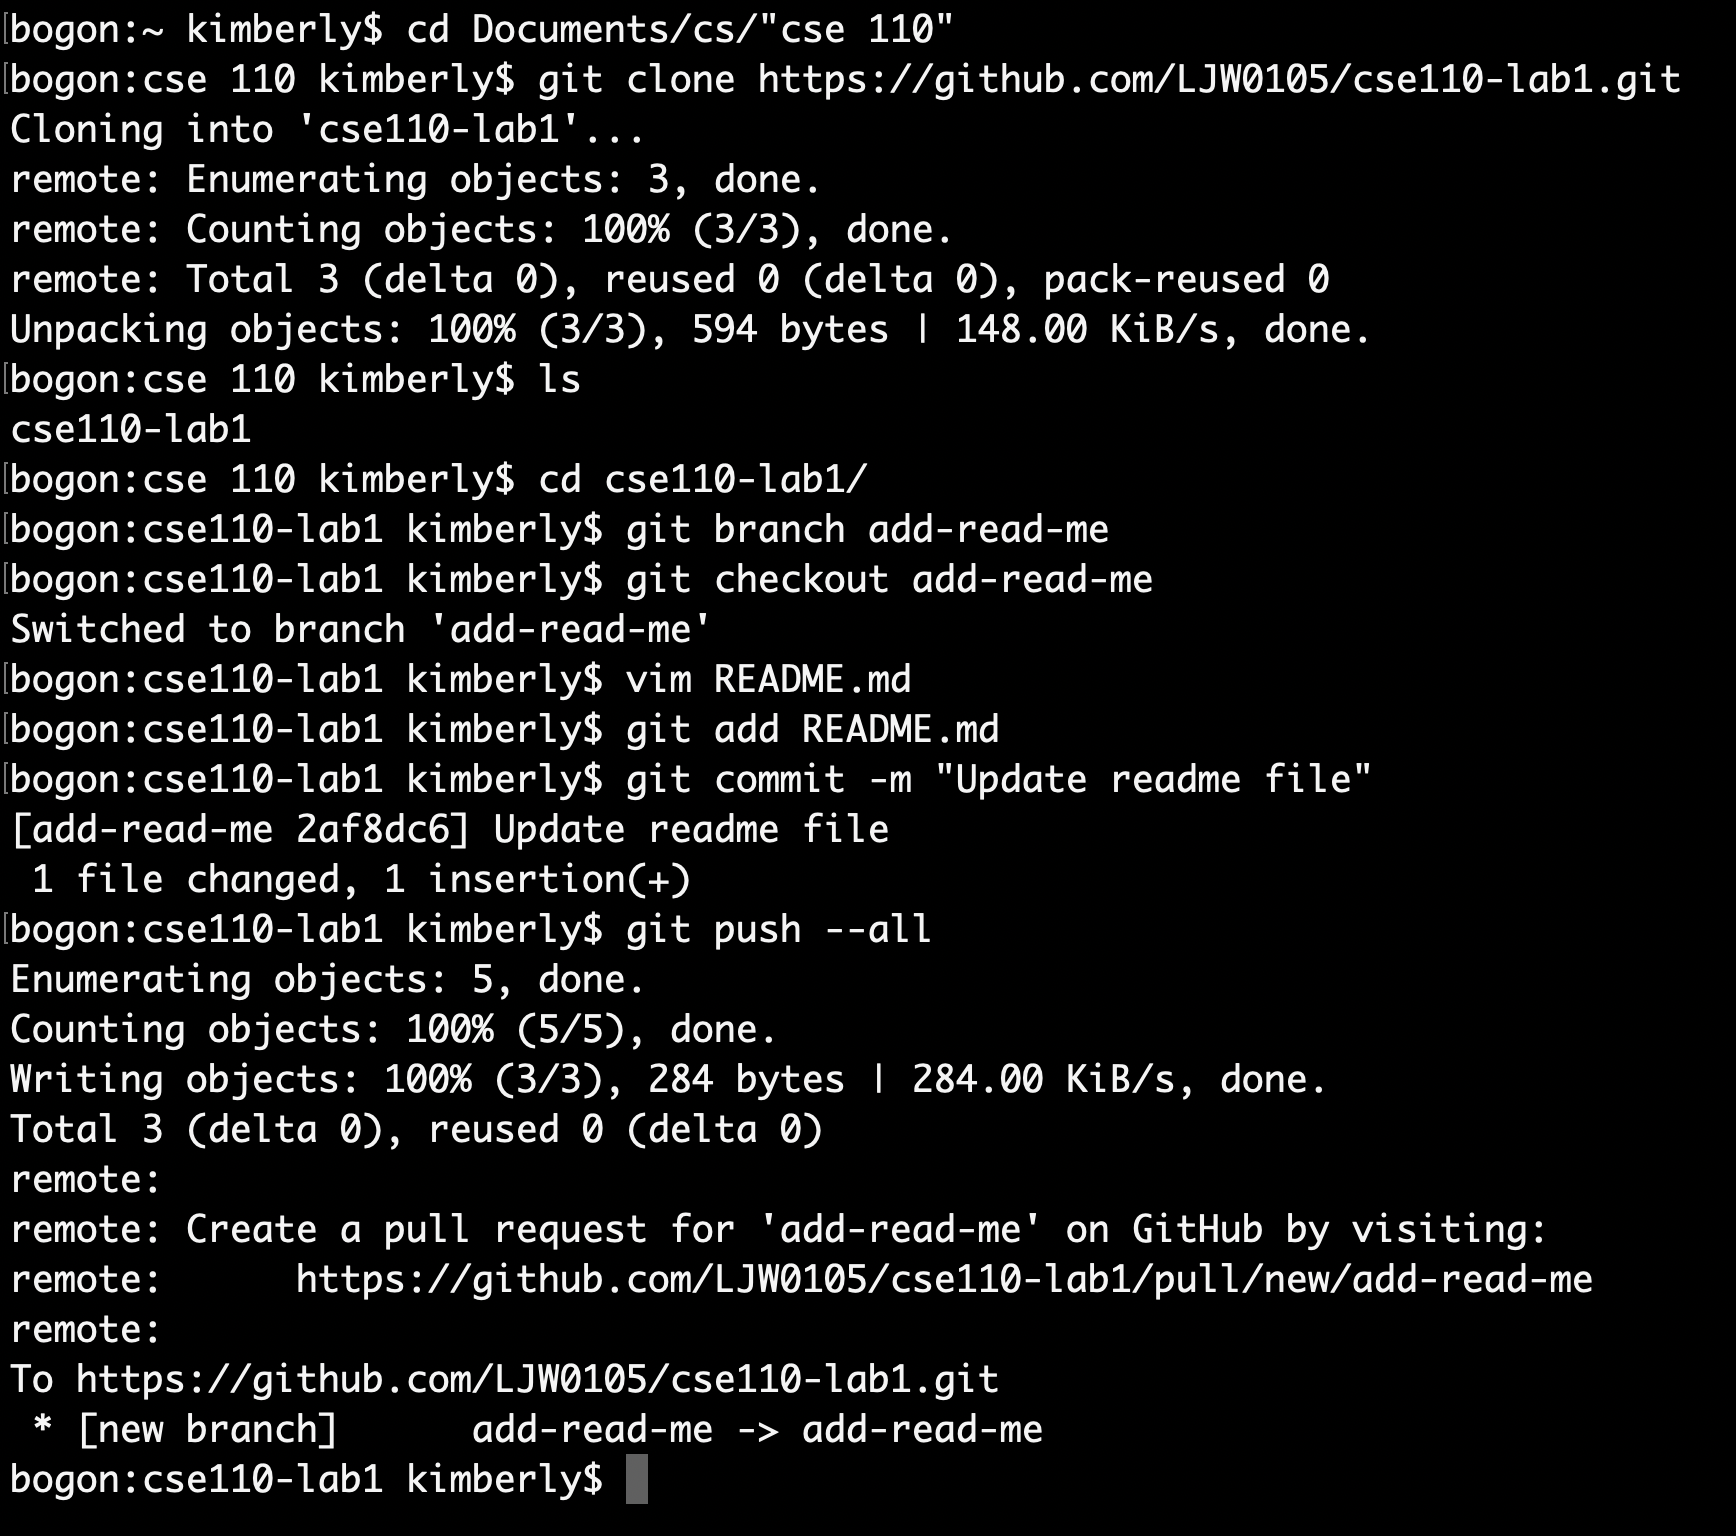 bogon:~ kimberly$ cd Documents/cs/"cse 110"
bogon:cse 110 kimberly$ git clone https://github.com/LJW0105/cse110-lab1.git
Cloning into 'cse110-lab1'...
remote: Enumerating objects: 3, done.
remote: Counting objects: 100% (3/3), done.
remote: Total 3 (delta 0), reused 0 (delta 0), pack-reused 0
Unpacking objects: 100% (3/3), 594 bytes | 148.00 KiB/s, done.
bogon:cse 110 kimberly$ ls
cse110-lab1
bogon:cse 110 kimberly$ cd cse110-lab1/
bogon:cse110-lab1 kimberly$ git branch add-read-me
bogon:cse110-lab1 kimberly$ git checkout add-read-me
Switched to branch 'add-read-me'
bogon:cse110-lab1 kimberly$ vim README.md
bogon:cse110-lab1 kimberly$ git add README.md
bogon:cse110-lab1 kimberly$ git commit -m "Update readme file"
[add-read-me 2af8dc6] Update readme file
 1 file changed, 1 insertion(+)
bogon:cse110-lab1 kimberly$ git push --all
Enumerating objects: 5, done.
Counting objects: 100% (5/5), done.
Writing objects: 100% (3/3), 284 bytes | 284.00 KiB/s, done.
Total 3 (delta 0), reused 0 (delta 0)
remote:
remote: Create a pull request for 'add-read-me' on GitHub by visiting:
remote:      https://github.com/LJW0105/cse110-lab1/pull/new/add-read-me
remote:
To https://github.com/LJW0105/cse110-lab1.git
 * [new branch]      add-read-me -> add-read-me
bogon:cse110-lab1 kimberly$